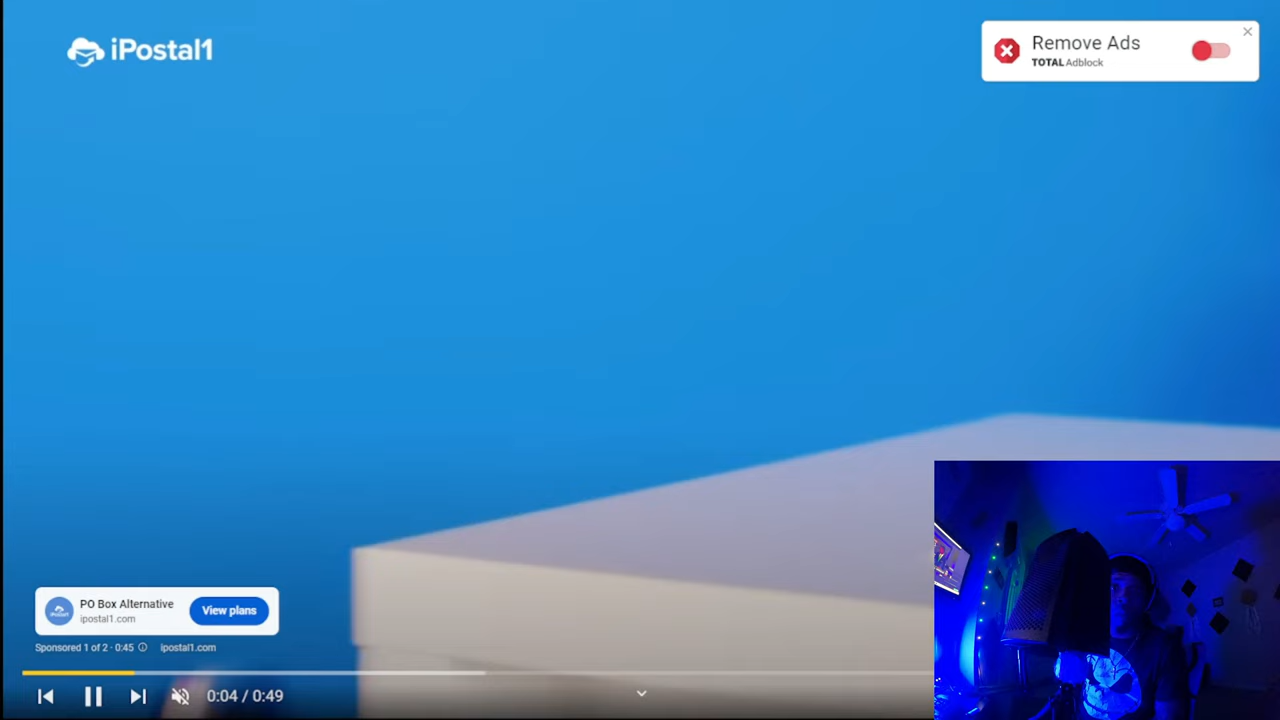 iPostal1
Remove Ads
TOTAL Adblock
PO Box Alternative
ipostal1.com
View plans
Sponsored 1 of 2 · 0:45
ipostal1.com
0:04 / 0:49